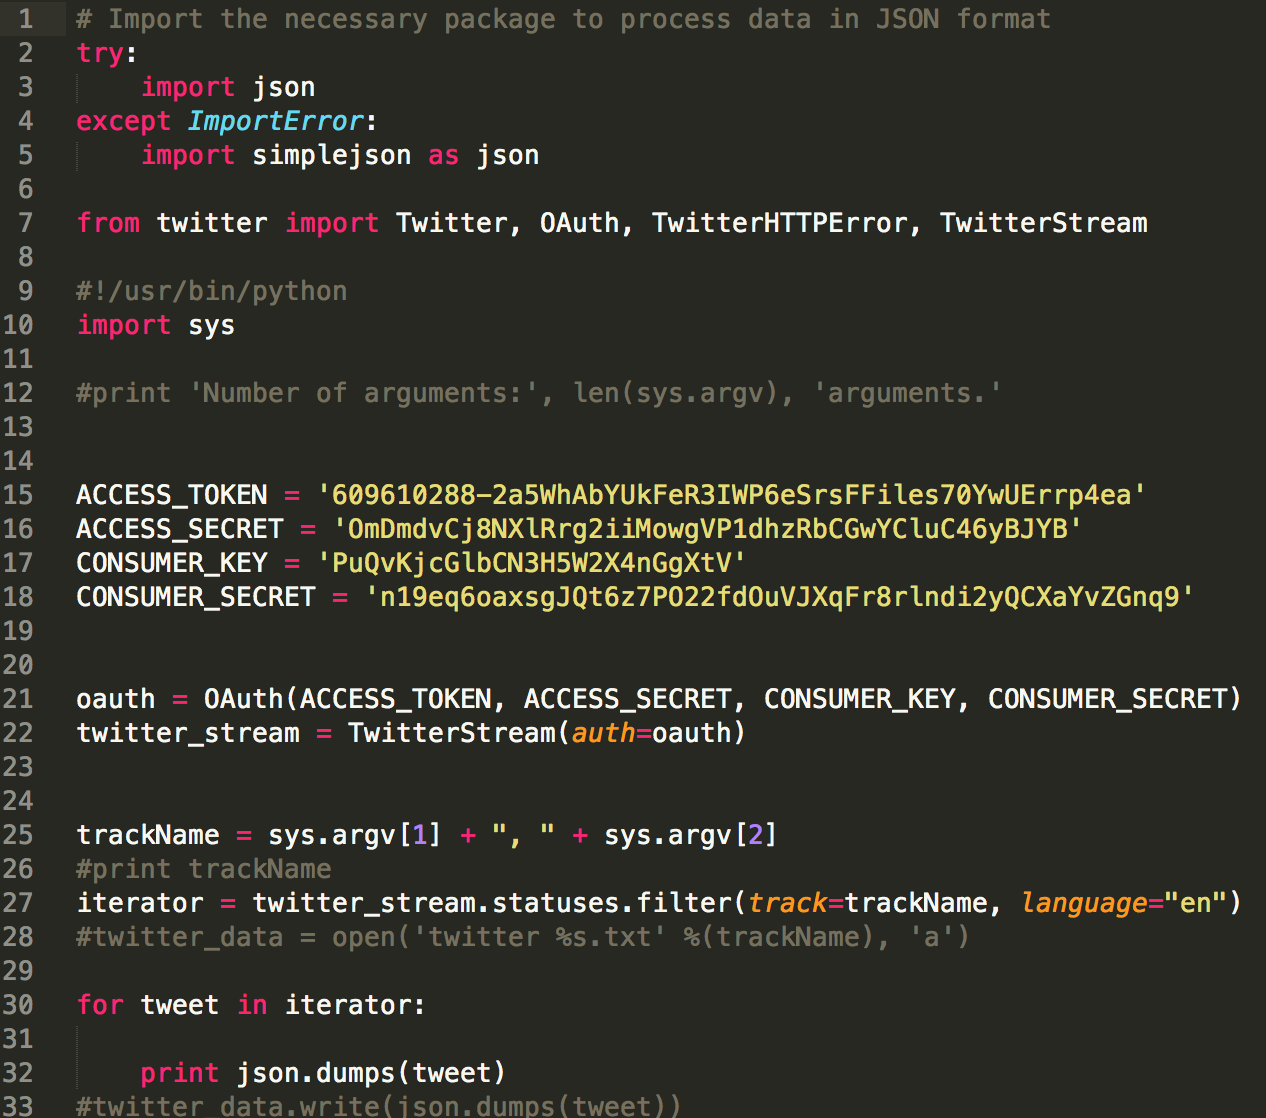 1 # Import the necessary package to process data in JSON format
2 try:
3 import json
4 except ImportError:
5 import simplejson as json
6
7 from twitter import Twitter, OAuth, TwitterHTTPError, TwitterStream
8
9 #!/usr/bin/python
10 import sys
11
12 #print 'Number of arguments:', len(sys.argv), 'arguments.'
13
14
15 ACCESS_TOKEN = '609610288-2a5WhAbYUkFeR3IWP6eSrsFFiles70YwUErrp4ea'
16 ACCESS_SECRET = 'OmDmdvCj8NXlRrg2iiMowgVP1dhzRbCGwYCluC46yBJYB'
17 CONSUMER_KEY = 'PuQvKjcGlbCN3H5W2X4nGgXtV'
18 CONSUMER_SECRET = 'n19eq6oaxsgJQt6z7PO22fdOuVJXqFr8rlndi2yQCXaYvZGnq9'
19
20
21 oauth = OAuth(ACCESS_TOKEN, ACCESS_SECRET, CONSUMER_KEY, CONSUMER_SECRET)
22 twitter_stream = TwitterStream(auth=oauth)
23
24
25 trackName = sys.argv[1] + ", " + sys.argv[2]
26 #print trackName
27 iterator = twitter_stream.statuses.filter(track=trackName, language="en")
28 #twitter_data = open('twitter %s.txt' %(trackName), 'a')
29
30 for tweet in iterator:
31
32 print json.dumps(tweet)
33 #twitter_data.write(json.dumps(tweet))